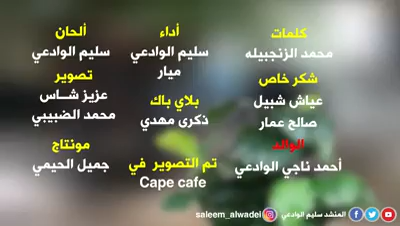 كلمات
محمد الزنجبيله
شكر خاص
عياش شبيل
صالح عمار
الوالد
أحمد ناجي الوادعي
أداء
سليم الوادعي
ميار
بلاي باك
ذكرى مهدي
تم التصوير في
Cape cafe
ألحان
سليم الوادعي
تصوير
عزيز شــاس
محمد الضبيبي
مونتاج
جميل الحيمي
saleem_alwadei المنشد سليم الوادعي